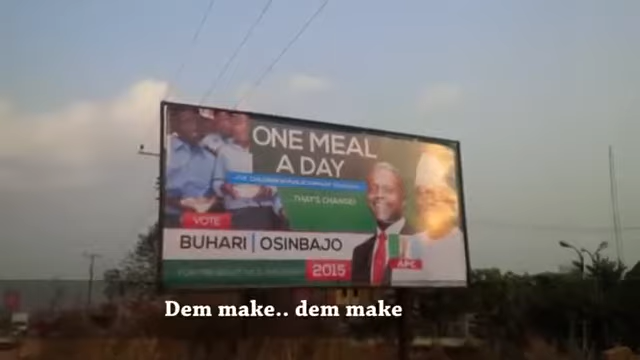 ONE MEAL
A DAY
...THAT'S CHANGE!
VOTE
BUHARI | OSINBAJO
2015
APC
Dem make.. dem make